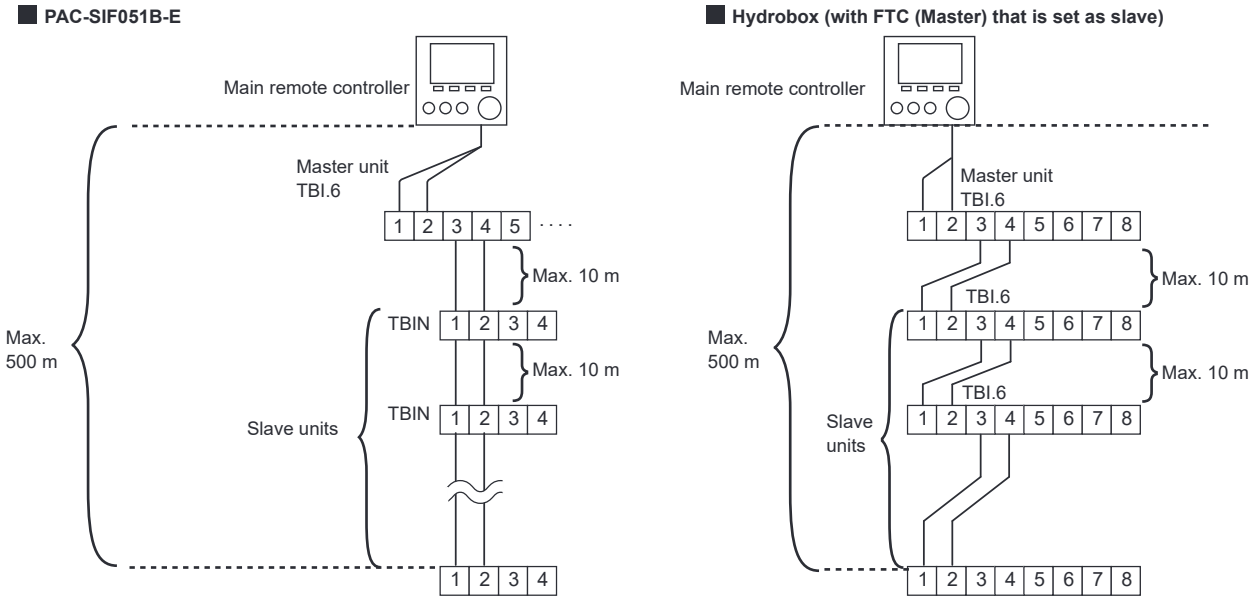 PAC-SIF051B-E
Main remote controller
Master unit
TBI.6
1 2 3 4 5 ....
Max. 10 m
TBIN 1 2 3 4
Max.
500 m
Max. 10 m
TBIN 1 2 3 4
Slave units
1 2 3 4
Hydrobox (with FTC (Master) that is set as slave)
Main remote controller
Master unit
TBI.6
1 2 3 4 5 6 7 8
Max. 10 m
TBI.6
1 2 3 4 5 6 7 8
Max.
500 m
Max. 10 m
TBI.6
1 2 3 4 5 6 7 8
Slave
units
1 2 3 4 5 6 7 8